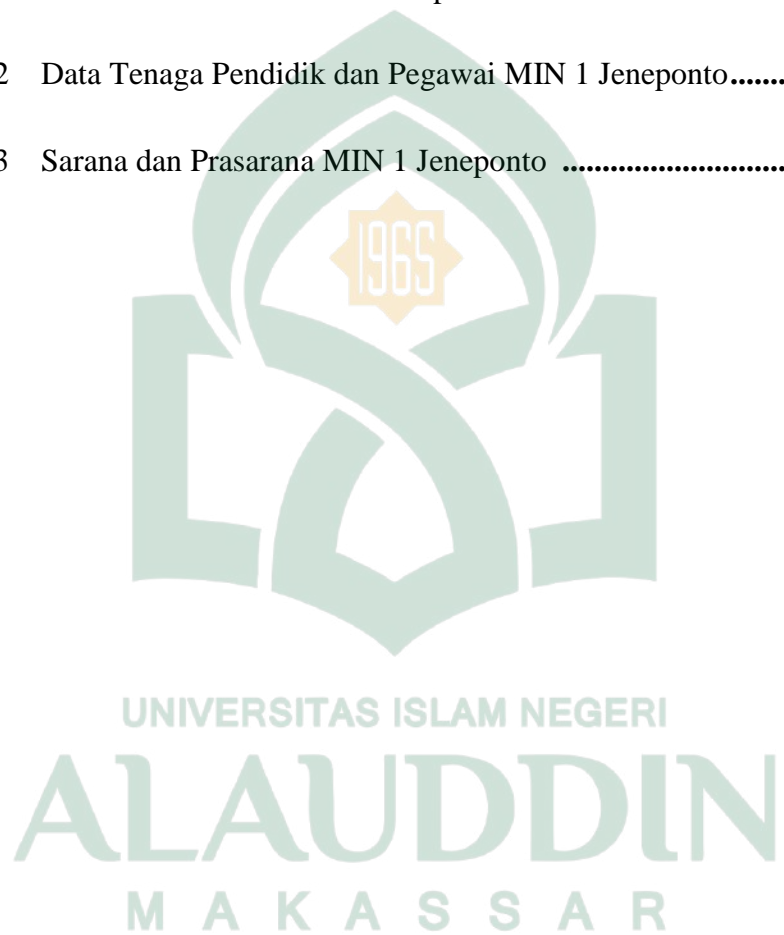 2 Data Tenaga Pendidik dan Pegawai MIN 1 Jeneponto........
3 Sarana dan Prasarana MIN 1 Jeneponto ............................
1965
UNIVERSITAS ISLAM NEGERI
ALAUDDIN
MAKASSAR